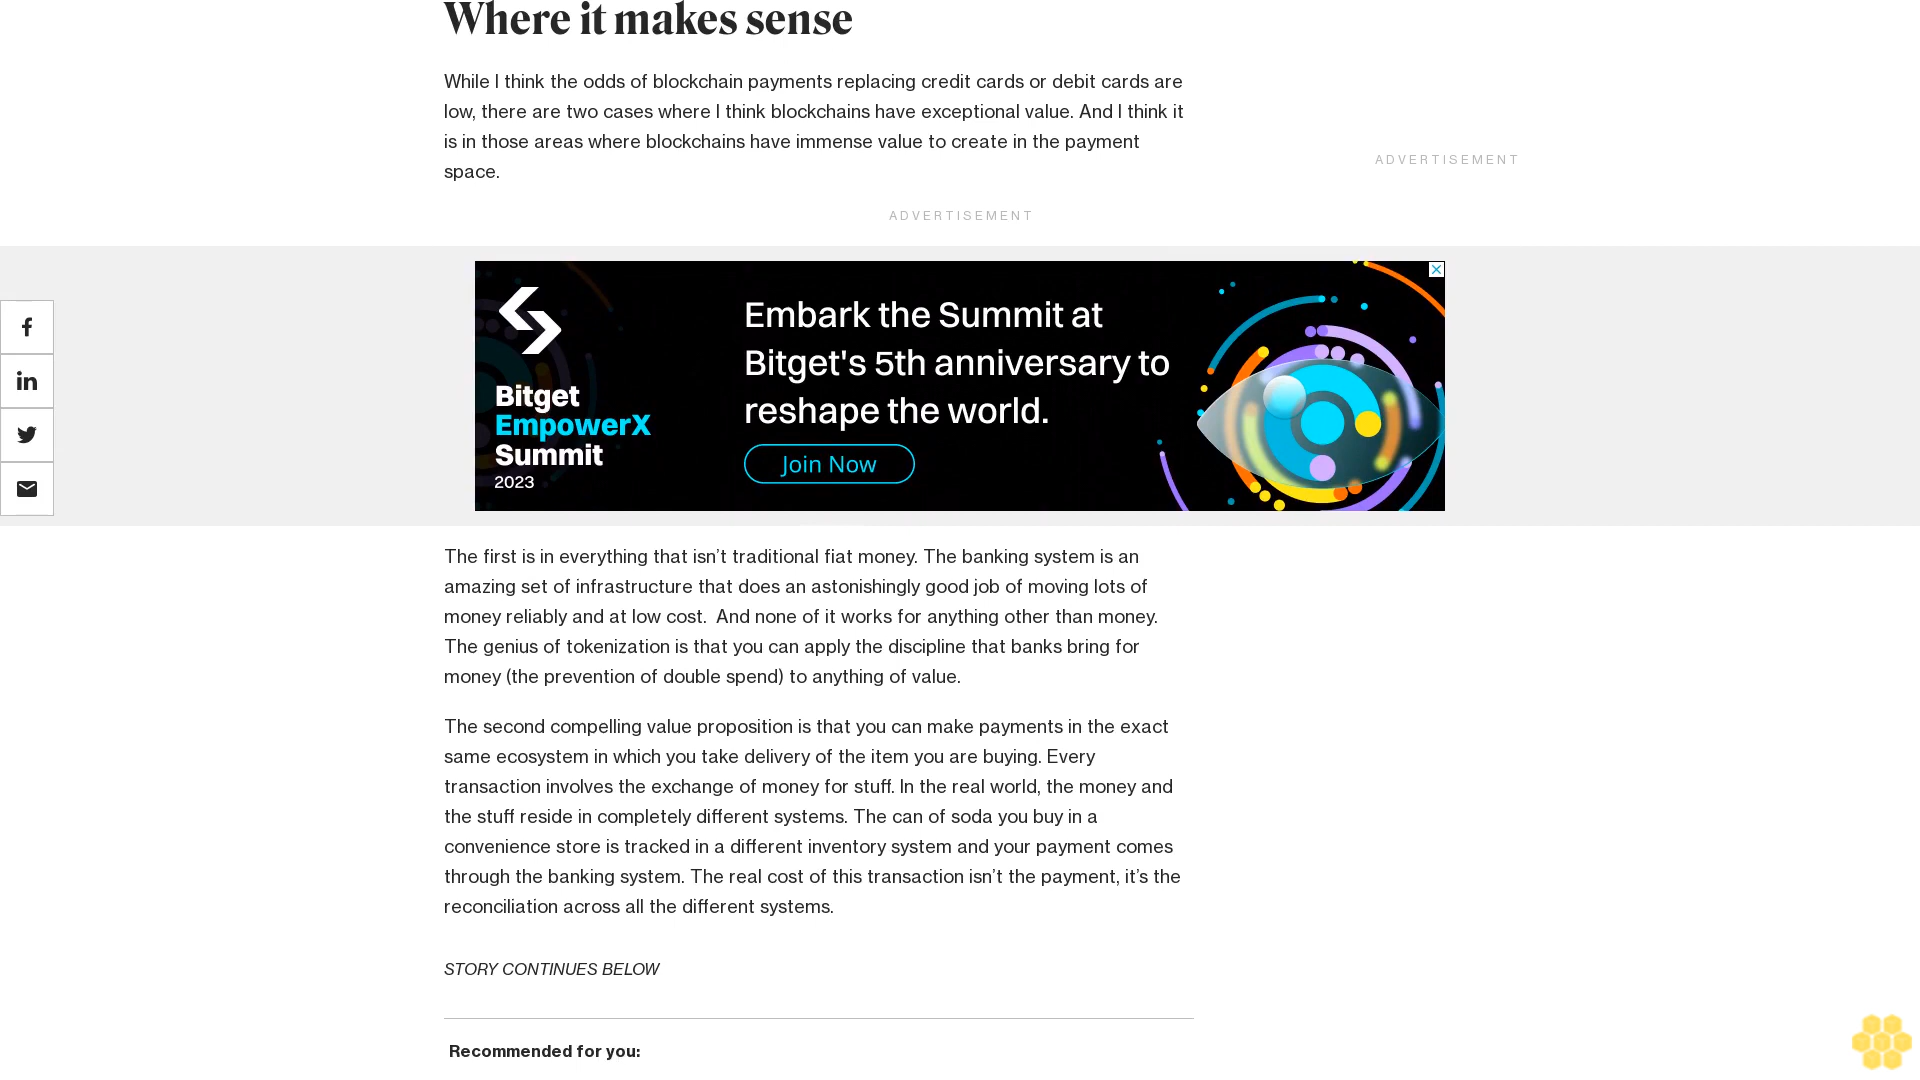 Where it makes sense
While I think the odds of blockchain payments replacing credit cards or debit cards are
low, there are two cases where I think blockchains have exceptional value. And I think it
is in those areas where blockchains have immense value to create in the payment
space.
ADVERTISEMENT
ADVERTISEMENT
Bitget
EmpowerX
Summit
2023
Embark the Summit at
Bitget's 5th anniversary to
reshape the world.
Join Now
The first is in everything that isn’t traditional fiat money. The banking system is an
amazing set of infrastructure that does an astonishingly good job of moving lots of
money reliably and at low cost.  And none of it works for anything other than money.
The genius of tokenization is that you can apply the discipline that banks bring for
money (the prevention of double spend) to anything of value.
The second compelling value proposition is that you can make payments in the exact
same ecosystem in which you take delivery of the item you are buying. Every
transaction involves the exchange of money for stuff. In the real world, the money and
the stuff reside in completely different systems. The can of soda you buy in a
convenience store is tracked in a different inventory system and your payment comes
through the banking system. The real cost of this transaction isn’t the payment, it’s the
reconciliation across all the different systems.
STORY CONTINUES BELOW
Recommended for you: